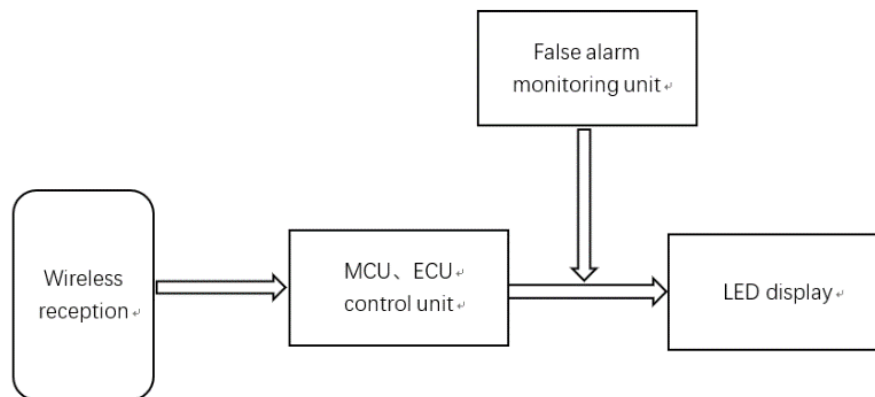 False alarm
monitoring unit
Wireless
reception
MCU、ECU
control unit
LED display